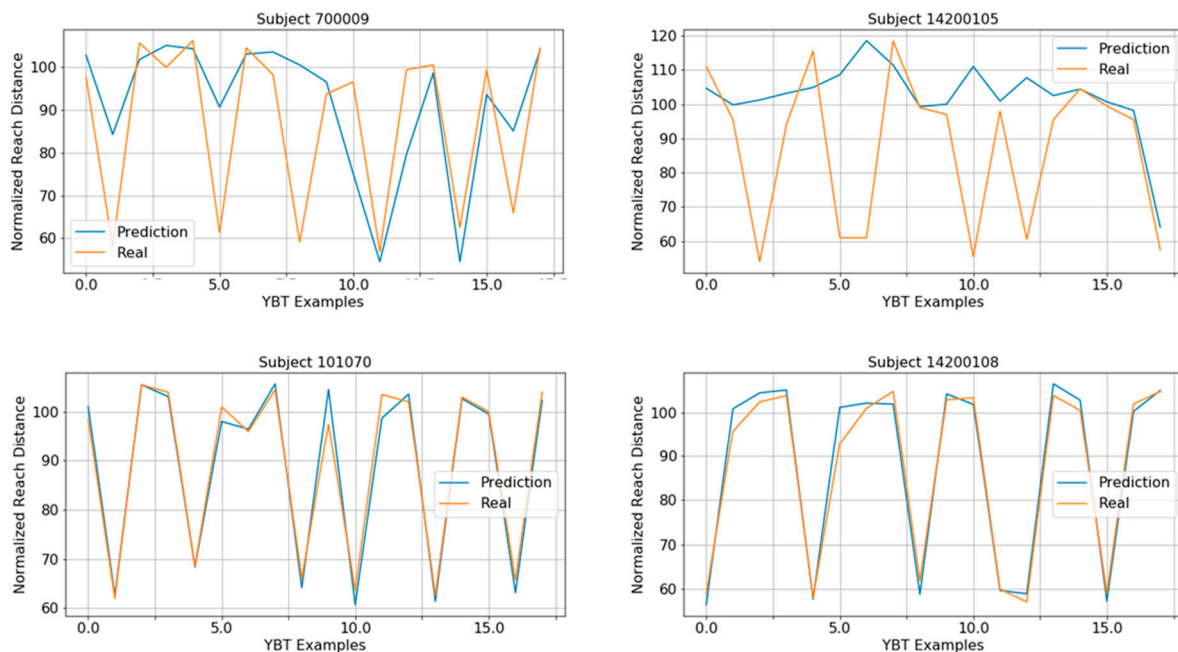 Subject 700009
Normalized Reach Distance
100
90
80
70
60
Prediction
Real
0.0 5.0 10.0 15.0
YBT Examples
Subject 14200105
Normalized Reach Distance
120
110
100
90
80
70
60
Prediction
Real
0.0 5.0 10.0 15.0
YBT Examples
Subject 101070
Normalized Reach Distance
100
90
80
70
60
Prediction
Real
0.0 5.0 10.0 15.0
YBT Examples
Subject 14200108
Normalized Reach Distance
100
90
80
70
60
Prediction
Real
0.0 5.0 10.0 15.0
YBT Examples